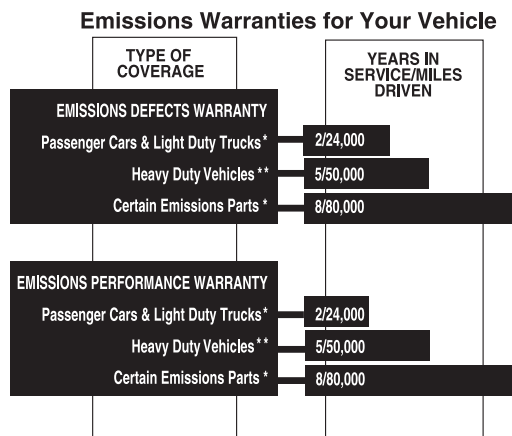 Emissions Warranties for Your Vehicle
TYPE OF
COVERAGE
YEARS IN
SERVICE/MILES
DRIVEN
EMISSIONS DEFECTS WARRANTY
Passenger Cars & Light Duty Trucks* 2/24,000
Heavy Duty Vehicles ** 5/50,000
Certain Emissions Parts * 8/80,000
EMISSIONS PERFORMANCE WARRANTY
Passenger Cars & Light Duty Trucks* 2/24,000
Heavy Duty Vehicles ** 5/50,000
Certain Emissions Parts * 8/80,000